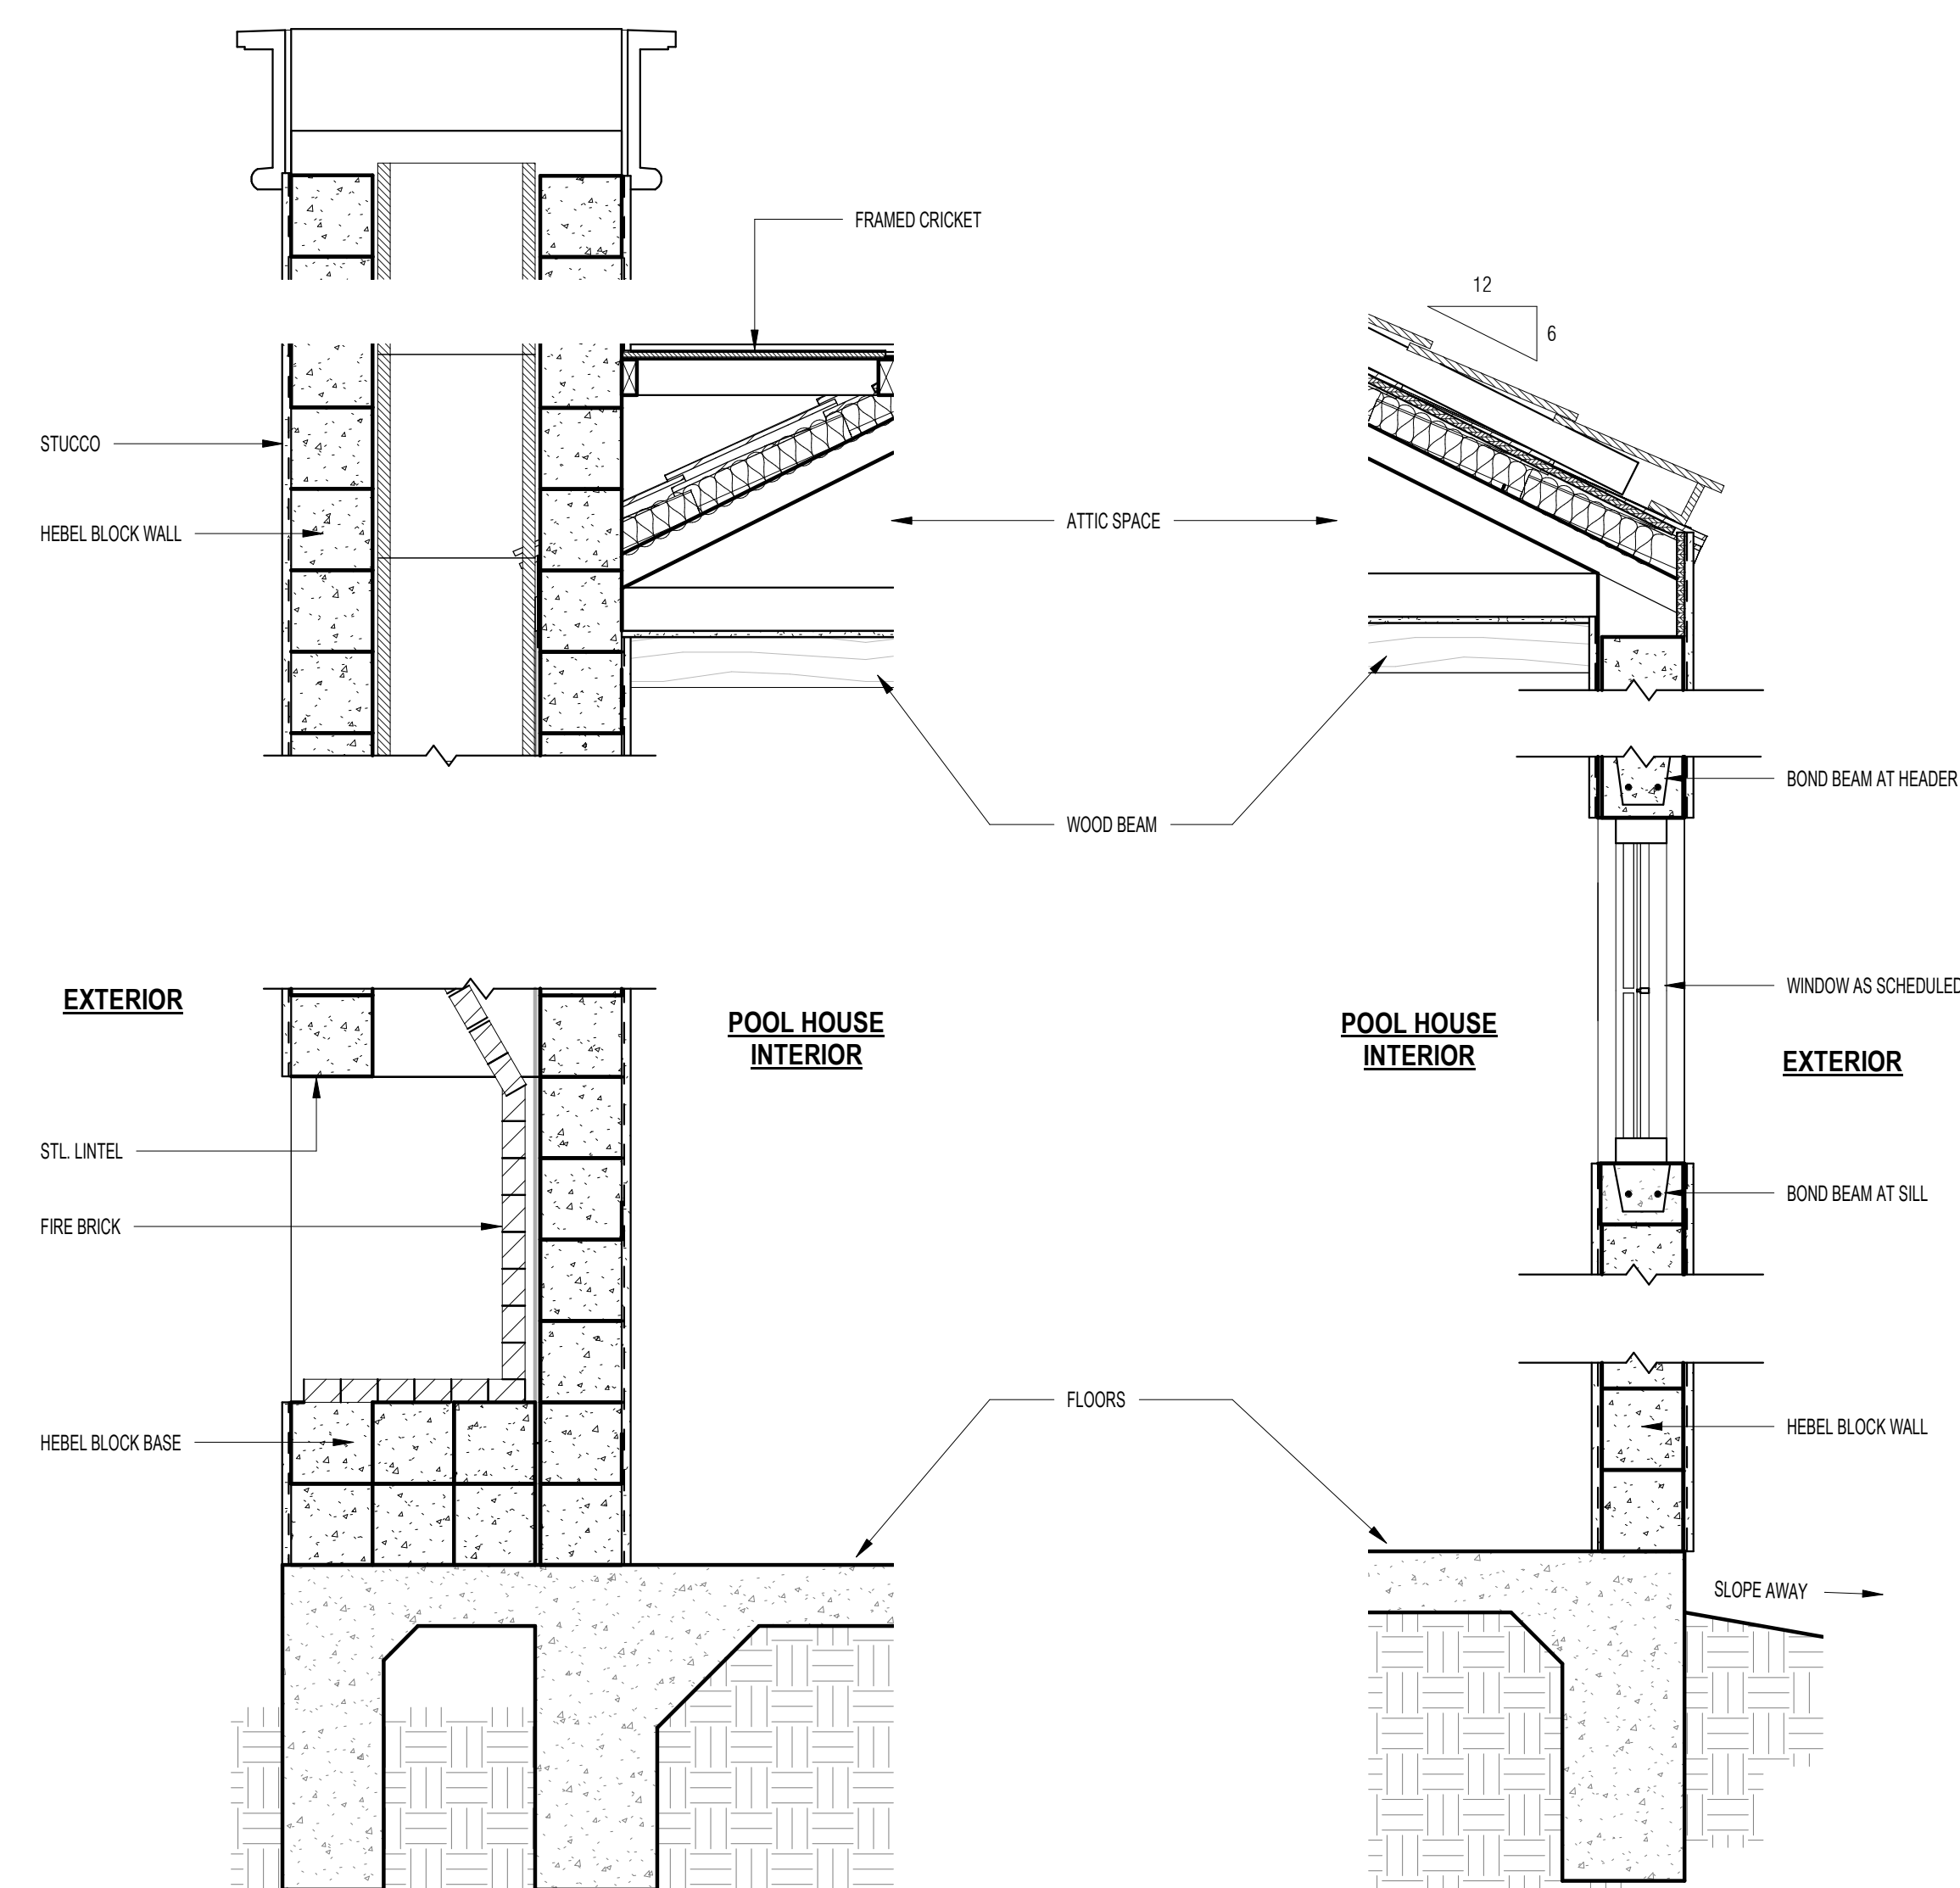 FRAMED CRICKET
12
6
STUCCO
HEBEL BLOCK WALL
ATTIC SPACE
BOND BEAM AT HEADER
WOOD BEAM
EXTERIOR
POOL HOUSE
INTERIOR
POOL HOUSE
INTERIOR
WINDOW AS SCHEDULED
EXTERIOR
STL. LINTEL
BOND BEAM AT SILL
FIRE BRICK
FLOORS
HEBEL BLOCK WALL
HEBEL BLOCK BASE
SLOPE AWAY